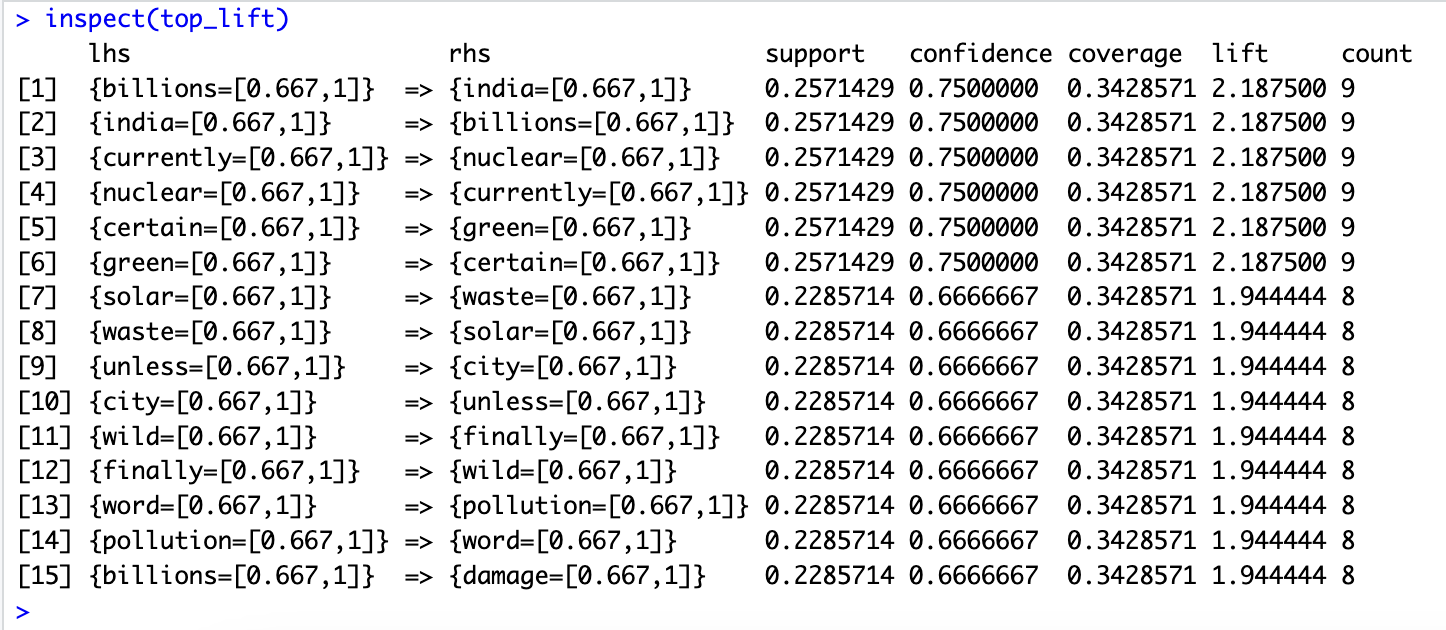 > inspect(top_lift)
lhs rhs support confidence coverage lift count
[1] {billions=[0.667,1]} => {india=[0.667,1]} 0.2571429 0.7500000 0.3428571 2.187500 9
[2] {india=[0.667,1]} => {billions=[0.667,1]} 0.2571429 0.7500000 0.3428571 2.187500 9
[3] {currently=[0.667,1]} => {nuclear=[0.667,1]} 0.2571429 0.7500000 0.3428571 2.187500 9
[4] {nuclear=[0.667,1]} => {currently=[0.667,1]} 0.2571429 0.7500000 0.3428571 2.187500 9
[5] {certain=[0.667,1]} => {green=[0.667,1]} 0.2571429 0.7500000 0.3428571 2.187500 9
[6] {green=[0.667,1]} => {certain=[0.667,1]} 0.2571429 0.7500000 0.3428571 2.187500 9
[7] {solar=[0.667,1]} => {waste=[0.667,1]} 0.2285714 0.6666667 0.3428571 1.944444 8
[8] {waste=[0.667,1]} => {solar=[0.667,1]} 0.2285714 0.6666667 0.3428571 1.944444 8
[9] {unless=[0.667,1]} => {city=[0.667,1]} 0.2285714 0.6666667 0.3428571 1.944444 8
[10] {city=[0.667,1]} => {unless=[0.667,1]} 0.2285714 0.6666667 0.3428571 1.944444 8
[11] {wild=[0.667,1]} => {finally=[0.667,1]} 0.2285714 0.6666667 0.3428571 1.944444 8
[12] {finally=[0.667,1]} => {wild=[0.667,1]} 0.2285714 0.6666667 0.3428571 1.944444 8
[13] {word=[0.667,1]} => {pollution=[0.667,1]} 0.2285714 0.6666667 0.3428571 1.944444 8
[14] {pollution=[0.667,1]} => {word=[0.667,1]} 0.2285714 0.6666667 0.3428571 1.944444 8
[15] {billions=[0.667,1]} => {damage=[0.667,1]} 0.2285714 0.6666667 0.3428571 1.944444 8
>